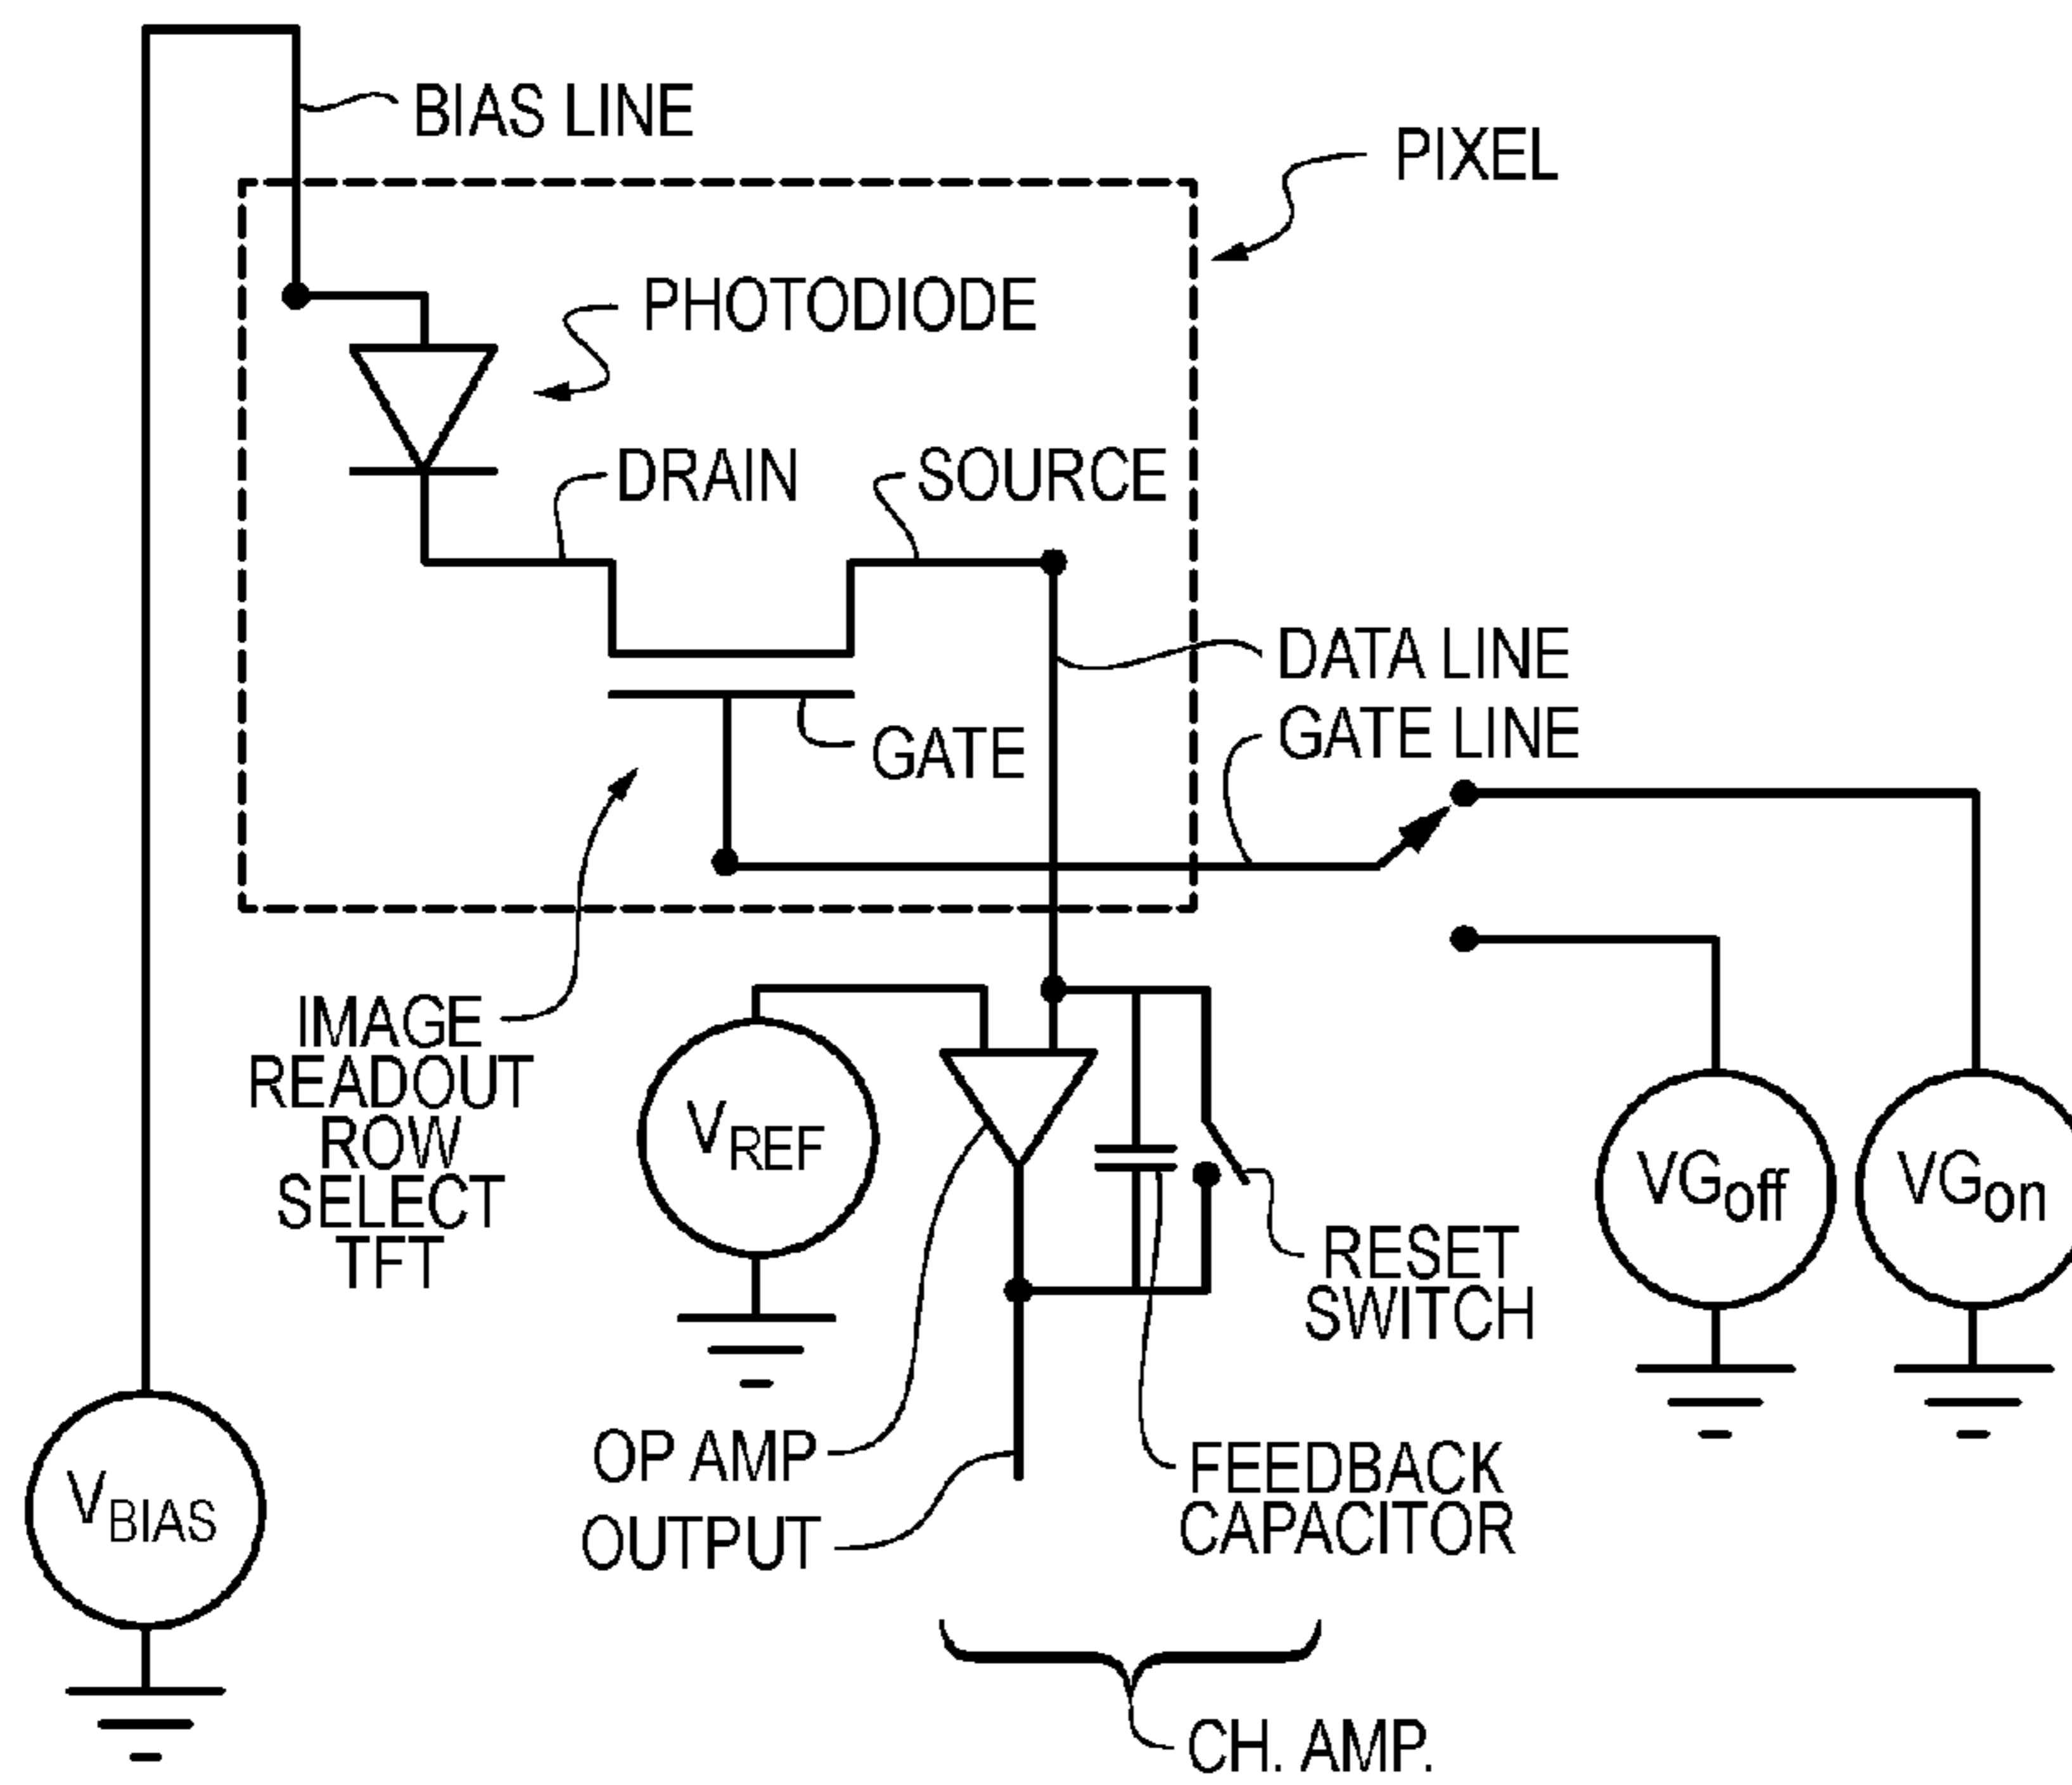 BIAS LINE
PIXEL
PHOTODIODE
DRAIN
SOURCE
DATA LINE
GATE LINE
GATE
IMAGE
READOUT
ROW
SELECT
TFT
VREF
VGoff
VGon
RESET
SWITCH
OP AMP
FEEDBACK
CAPACITOR
OUTPUT
VBIAS
CH. AMP.